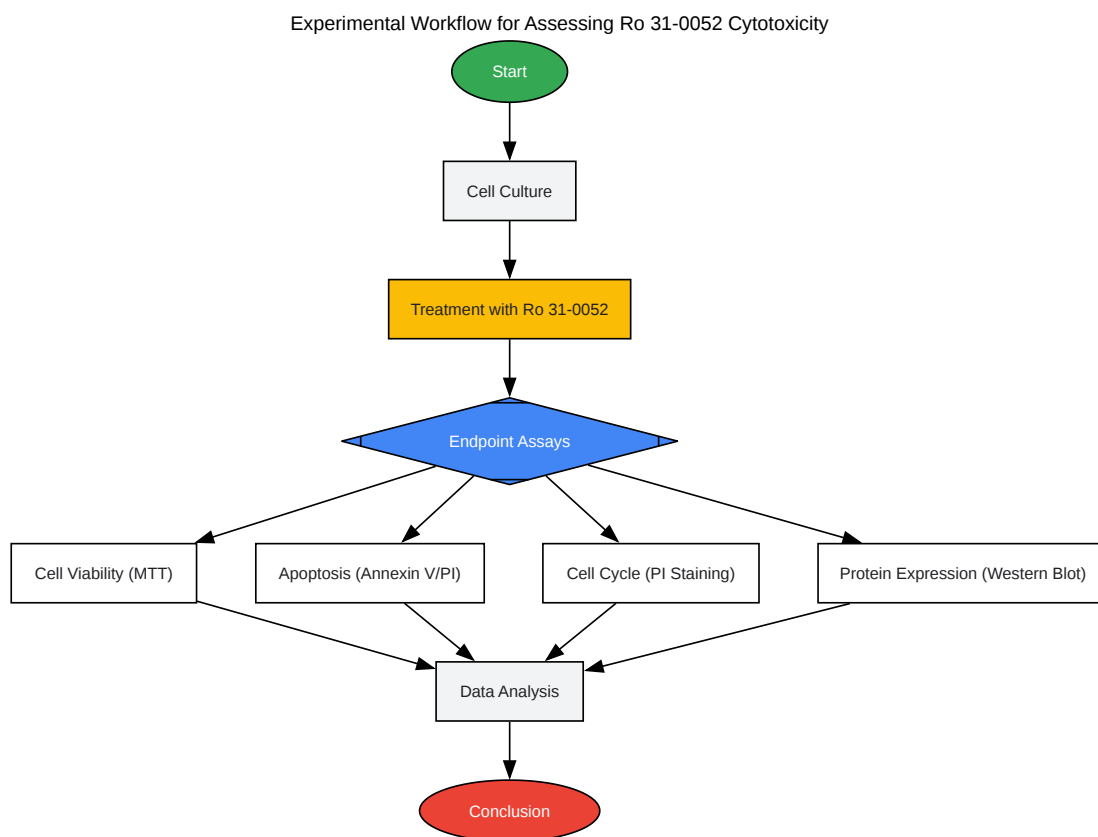 Experimental Workflow for Assessing Ro 31-0052 Cytotoxicity
Start
Cell Culture
Treatment with Ro 31-0052
Endpoint Assays
Cell Viability (MTT)
Apoptosis (Annexin V/PI)
Cell Cycle (PI Staining)
Protein Expression (Western Blot)
Data Analysis
Conclusion